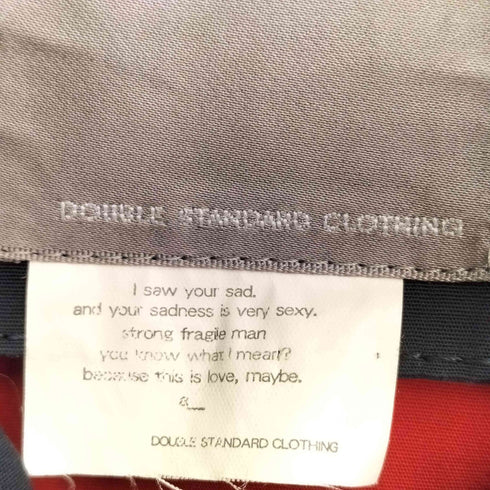 DOUBLE STANDARD CLOTHING
I saw your sad.
and your sadness is very sexy.
strong fragile man
you know what I mean?
because this is love, maybe.
a__
DOUBLE STANDARD CLOTHING